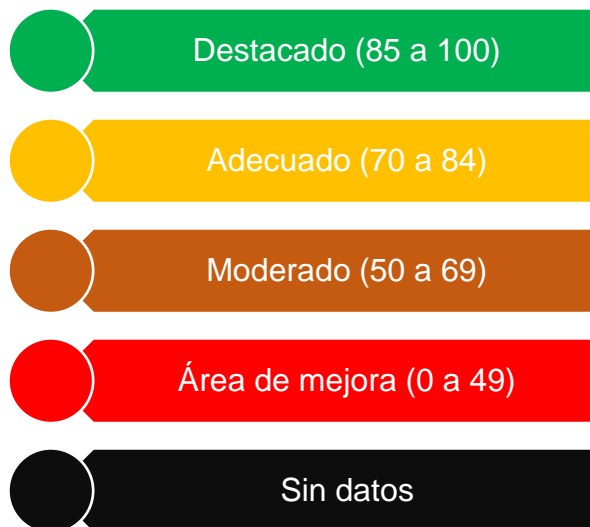 Destacado (85 a 100)
Adecuado (70 a 84)
Moderado (50 a 69)
Área de mejora (0 a 49)
Sin datos